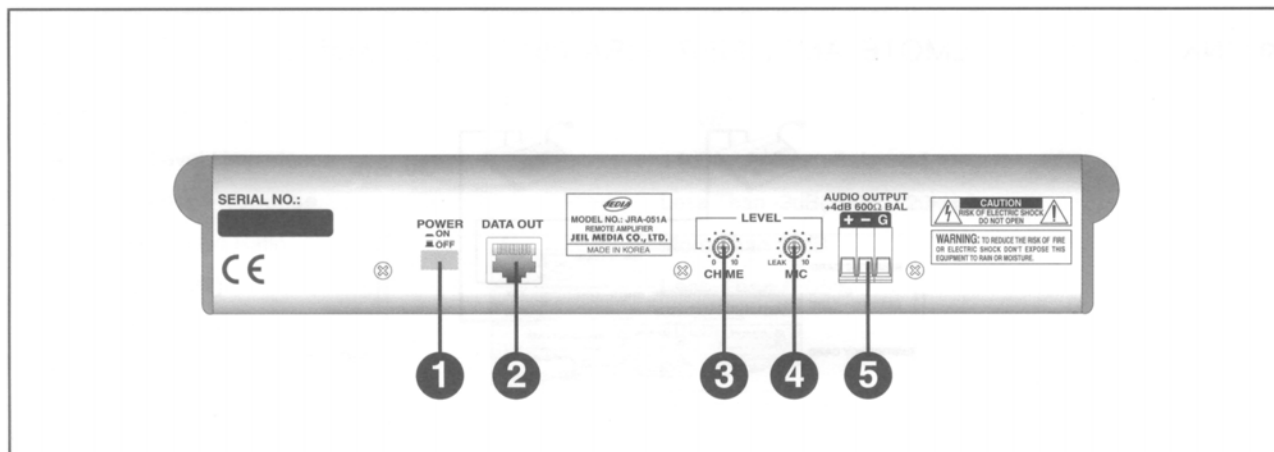 SERIAL NO.:
CE
POWER
ON
OFF
DATA OUT
JEDIA
MODEL NO.: JRA-051A
REMOTE AMPLIFIER
JEIL MEDIA CO., LTD.
MADE IN KOREA
LEVEL
0 10
CHIME
LEAK 10
MIC
AUDIO OUTPUT
+4dB 600Ω BAL
+ − G
CAUTION
RISK OF ELECTRIC SHOCK
DO NOT OPEN
WARNING: TO REDUCE THE RISK OF FIRE
OR ELECTRIC SHOCK DON'T EXPOSE THIS
EQUIPMENT TO RAIN OR MOISTURE.
1 2 3 4 5